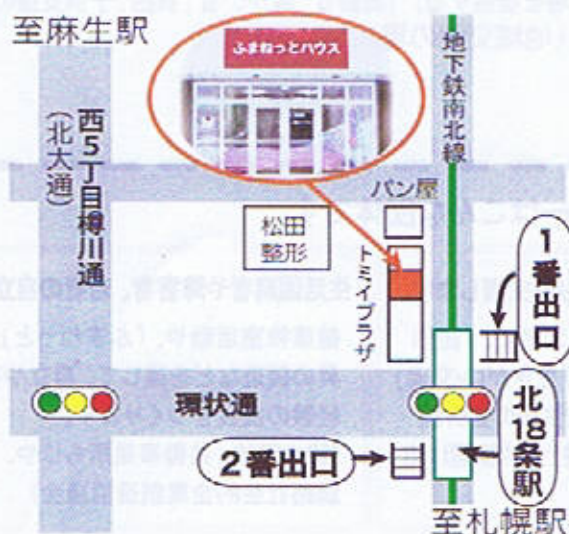 至麻生駅
ふまねっとハウス
地下鉄南北線
西5丁目樽川通
(北大通)
パン屋
松田
整形
トミイプラザ
1番出口
環状通
北18条駅
2番出口
至札幌駅